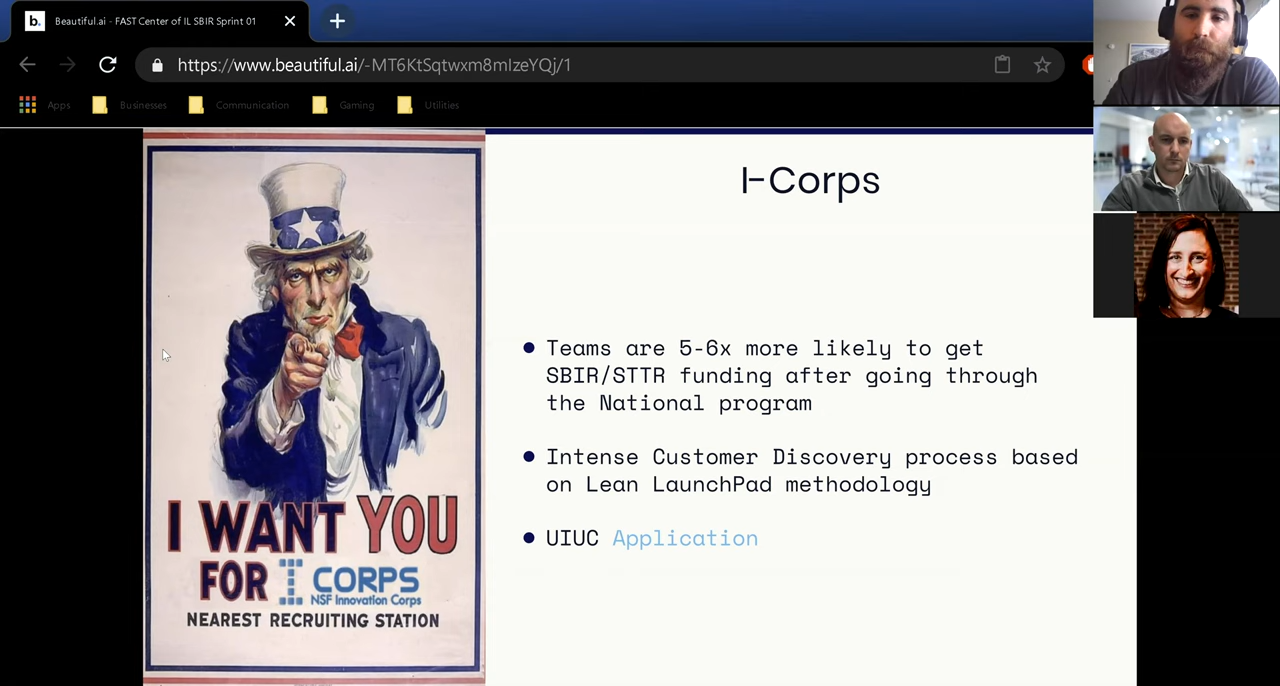 b.
Beautiful.ai - FAST Center of IL SBIR Sprint 01
https://www.beautiful.ai/-MT6KtSqtwxm8mIzeYQj/1
Apps
Businesses
Communication
Gaming
Utilities
I-Corps
Teams are 5-6x more likely to get
SBIR/STTR funding after going through
the National program
Intense Customer Discovery process based
on Lean LaunchPad methodology
UIUC Application
I WANT YOU
FOR I CORPS
NSF Innovation Corps
NEAREST RECRUITING STATION